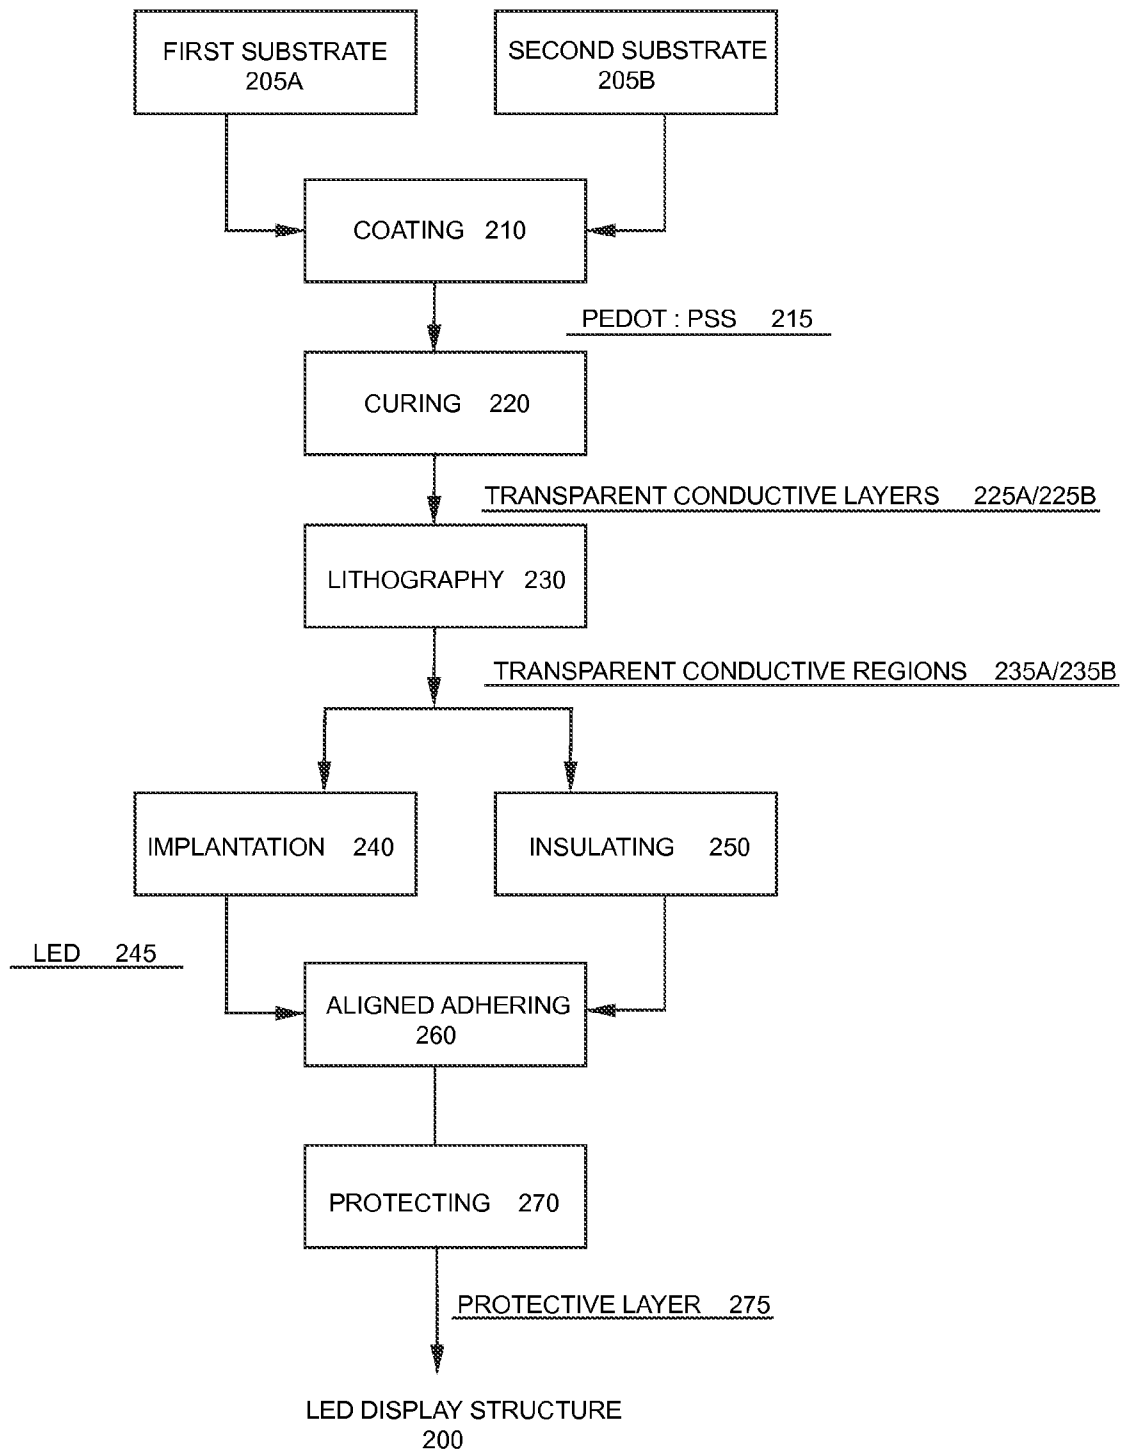 FIRST SUBSTRATE
205A
SECOND SUBSTRATE
205B
COATING 210
PEDOT : PSS 215
CURING 220
TRANSPARENT CONDUCTIVE LAYERS 225A/225B
LITHOGRAPHY 230
TRANSPARENT CONDUCTIVE REGIONS 235A/235B
IMPLANTATION 240
INSULATING 250
LED 245
ALIGNED ADHERING
260
PROTECTING 270
PROTECTIVE LAYER 275
LED DISPLAY STRUCTURE
200